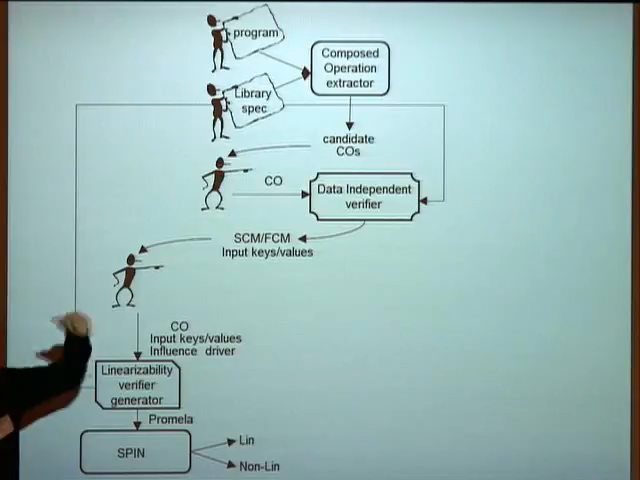 program
Composed
Operation
extractor
Library
spec
candidate
COs
CO
Data Independent
verifier
SCM/FCM
Input keys/values
CO
Input keys/values
Influence driver
Linearizability
verifier
generator
Promela
SPIN
Lin
Non-Lin